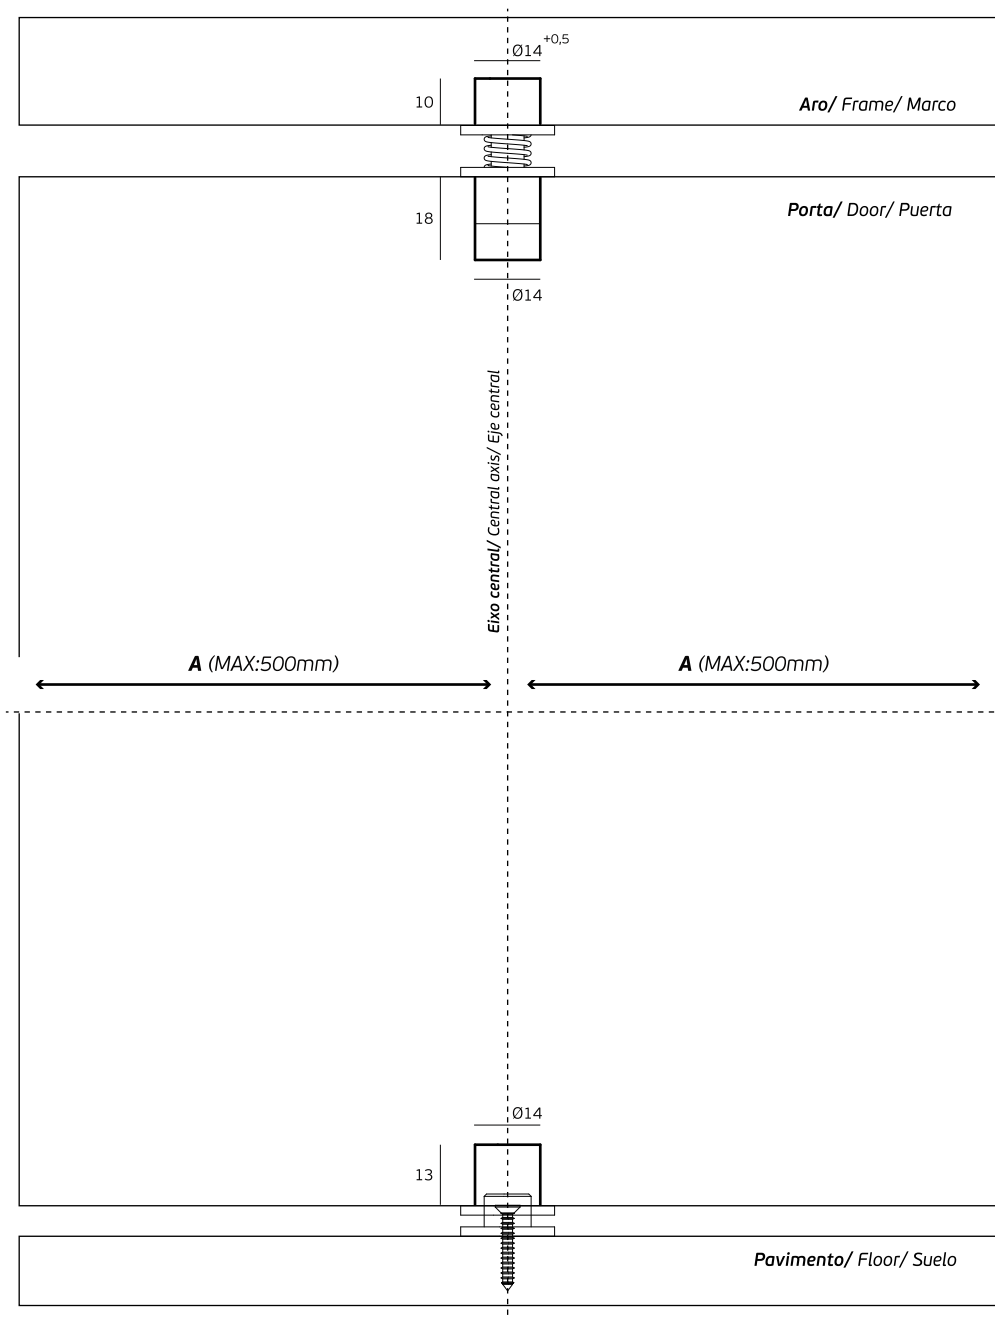 Ø14 +0,5
10
Aro/ Frame/ Marco
Porta/ Door/ Puerta
18
Ø14
Eixo central/ Central axis/ Eje central
A (MAX:500mm)
A (MAX:500mm)
Ø14
13
Pavimento/ Floor/ Suelo